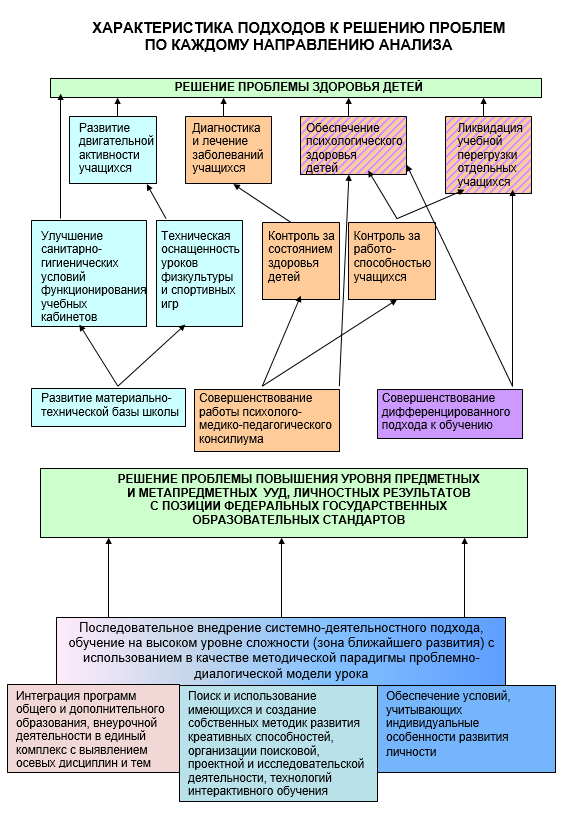 ХАРАКТЕРИСТИКА ПОДХОДОВ К РЕШЕНИЮ ПРОБЛЕМ
ПО КАЖДОМУ НАПРАВЛЕНИЮ АНАЛИЗА
РЕШЕНИЕ ПРОБЛЕМЫ ЗДОРОВЬЯ ДЕТЕЙ
Развитие
двигательной
активности
учащихся
Диагностика
и лечение
заболеваний
учащихся
Обеспечение
психологического
здоровья
детей
Ликвидация
учебной
перегрузки
отдельных
учащихся
Улучшение
санитарно-
гигиенических
условий
функционирования
учебных
кабинетов
Техническая
оснащенность
уроков
физкультуры
и спортивных
игр
Контроль за
состоянием
здоровья
детей
Контроль за
работо-
способностью
учащихся
Развитие материально-
технической базы школы
Совершенствование
работы психолого-
медико-педагогического
консилиума
Совершенствование
дифференцированного
подхода к обучению
РЕШЕНИЕ ПРОБЛЕМЫ ПОВЫШЕНИЯ УРОВНЯ ПРЕДМЕТНЫХ
И МЕТАПРЕДМЕТНЫХ УУД, ЛИЧНОСТНЫХ РЕЗУЛЬТАТОВ
С ПОЗИЦИИ ФЕДЕРАЛЬНЫХ ГОСУДАРСТВЕННЫХ
ОБРАЗОВАТЕЛЬНЫХ СТАНДАРТОВ
Последовательное внедрение системно-деятельностного подхода,
обучение на высоком уровне сложности (зона ближайшего развития) с
использованием в качестве методической парадигмы проблемно-
диалогической модели урока
Интеграция программ
общего и дополнительного
образования, внеурочной
деятельности в единый
комплекс с выявлением
осевых дисциплин и тем
Поиск и использование
имеющихся и создание
собственных методик развития
креативных способностей,
организации поисковой,
проектной и исследовательской
деятельности, технологий
интерактивного обучения
Обеспечение условий,
учитывающих
индивидуальные
особенности развития
личности